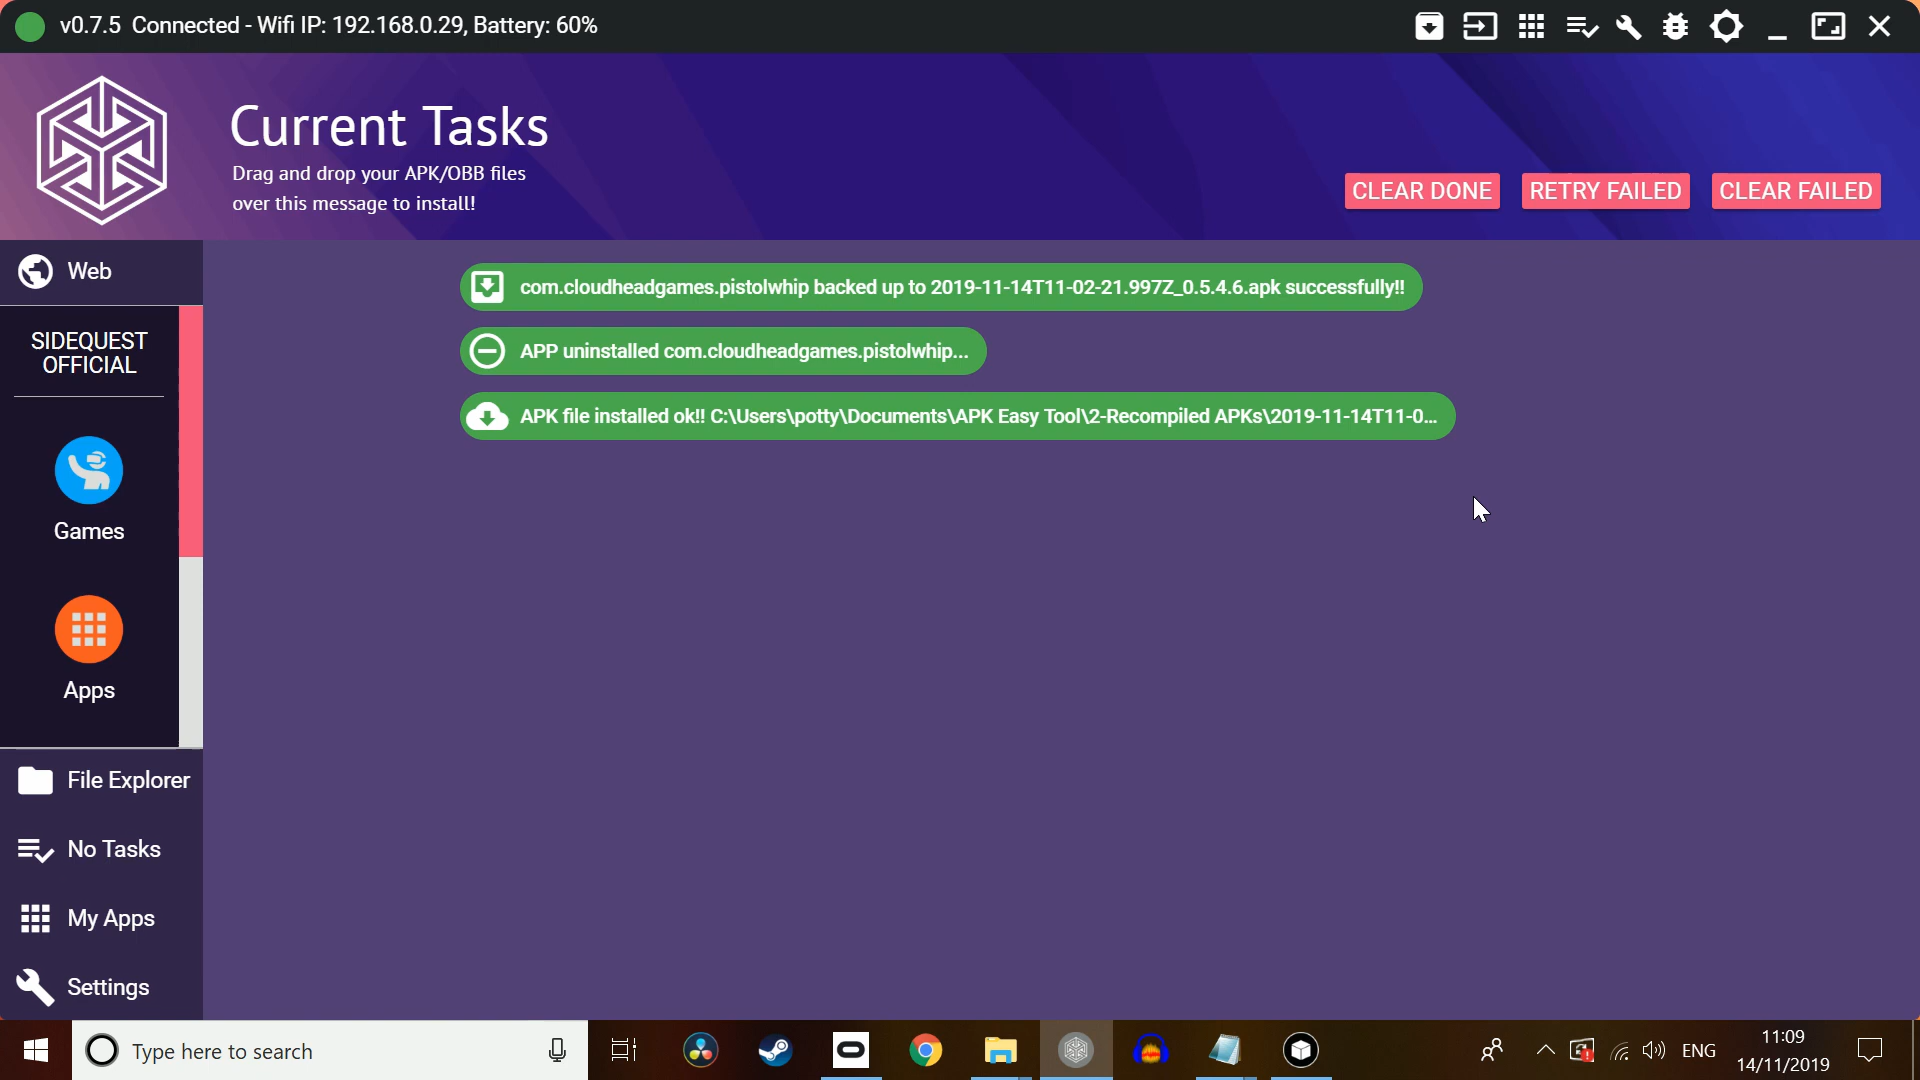 v0.7.5 Connected - Wifi IP: 192.168.0.29, Battery: 60%
Current Tasks
Drag and drop your APK/OBB files
over this message to install!
CLEAR DONE
RETRY FAILED
CLEAR FAILED
Web
SIDEQUEST
OFFICIAL
Games
Apps
File Explorer
No Tasks
My Apps
Settings
com.cloudheadgames.pistolwhip backed up to 2019-11-14T11-02-21.997Z_0.5.4.6.apk successfully!!
APP uninstalled com.cloudheadgames.pistolwhip...
APK file installed ok!! C:\Users\potty\Documents\APK Easy Tool\2-Recompiled APKs\2019-11-14T11-0...
Type here to search
ENG
11:09
14/11/2019